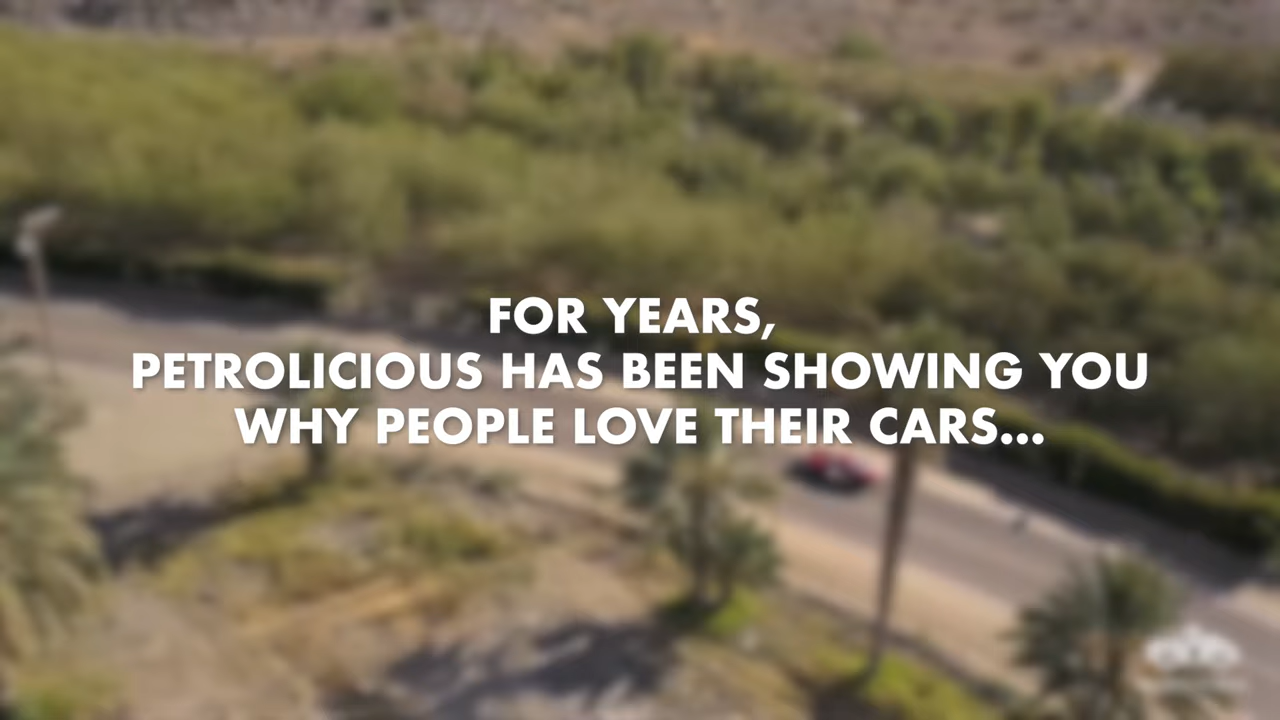 FOR YEARS,
PETROLICIOUS HAS BEEN SHOWING YOU
WHY PEOPLE LOVE THEIR CARS...